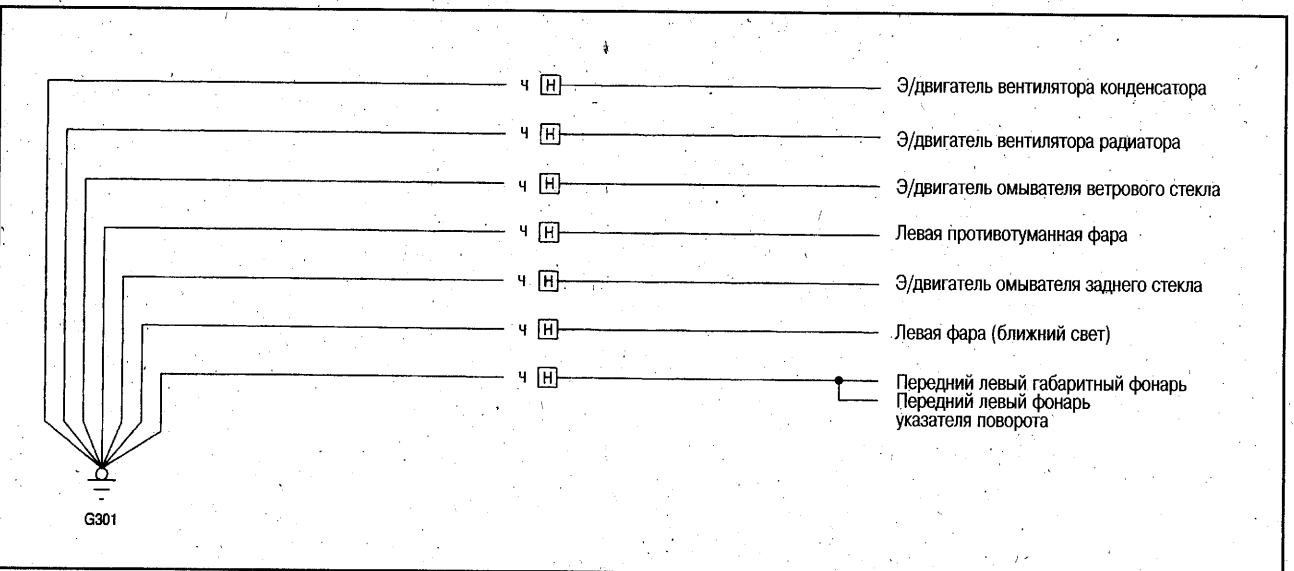 Ч Н Э/двигатель вентилятора конденсатора
Ч Н Э/двигатель вентилятора радиатора
Ч Н Э/двигатель омывателя ветрового стекла
Ч Н Левая противотуманная фара
Ч Н Э/двигатель омывателя заднего стекла
Ч Н Левая фара (ближний свет)
Ч Н Передний левый габаритный фонарь
Передний левый фонарь
указателя поворота
G301